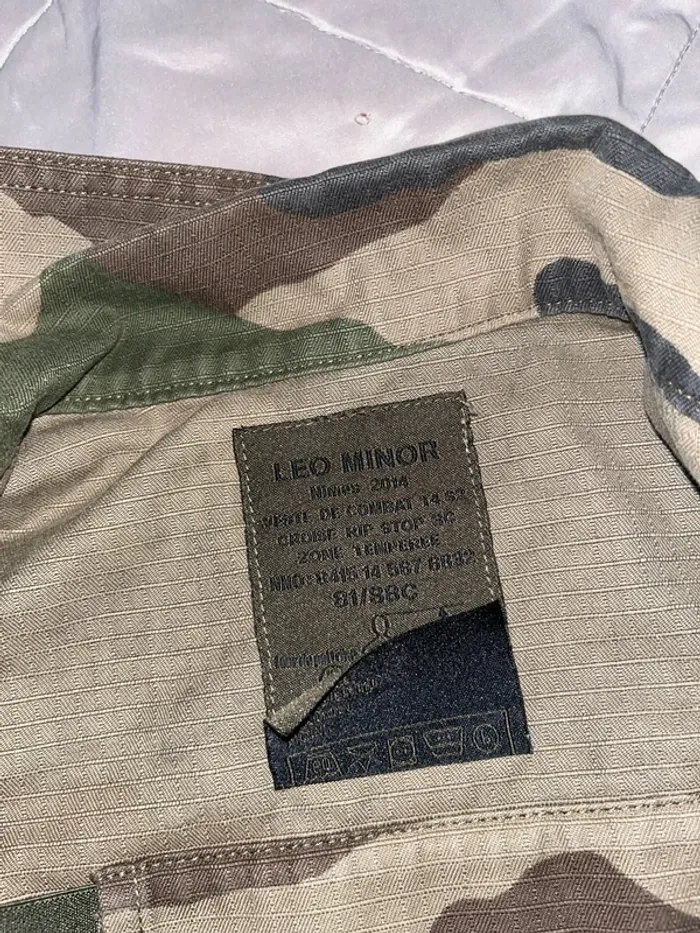 LEO MINOR
Nimes 2014
VESTE DE COMBAT 14 S2
CROISE RIP STOP SC
ZONE TEMPEREE
NNO: 8415 14 567 6832
81/88C